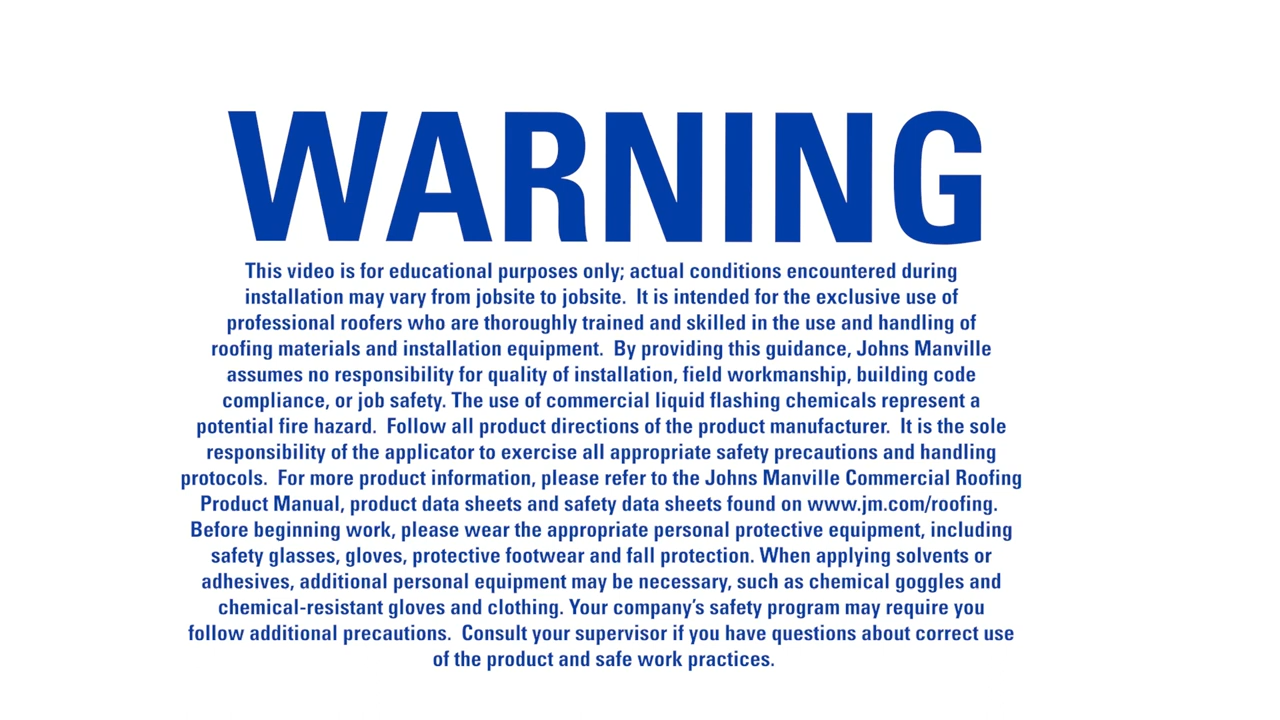 WARNING
This video is for educational purposes only; actual conditions encountered during
installation may vary from jobsite to jobsite.  It is intended for the exclusive use of
professional roofers who are thoroughly trained and skilled in the use and handling of
roofing materials and installation equipment.  By providing this guidance, Johns Manville
assumes no responsibility for quality of installation, field workmanship, building code
compliance, or job safety. The use of commercial liquid flashing chemicals represent a
potential fire hazard.  Follow all product directions of the product manufacturer.  It is the sole
responsibility of the applicator to exercise all appropriate safety precautions and handling
protocols.  For more product information, please refer to the Johns Manville Commercial Roofing
Product Manual, product data sheets and safety data sheets found on www.jm.com/roofing.
Before beginning work, please wear the appropriate personal protective equipment, including
safety glasses, gloves, protective footwear and fall protection. When applying solvents or
adhesives, additional personal equipment may be necessary, such as chemical goggles and
chemical-resistant gloves and clothing. Your company’s safety program may require you
follow additional precautions.  Consult your supervisor if you have questions about correct use
of the product and safe work practices.